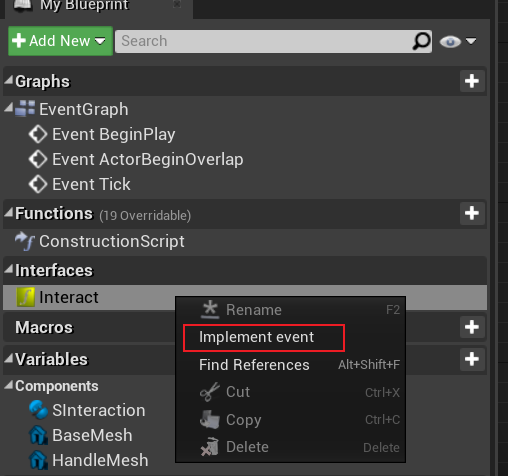 My Blueprint
Add New Search
Graphs
EventGraph
Event BeginPlay
Event ActorBeginOverlap
Event Tick
Functions (19 Overridable)
ConstructionScript
Interfaces
Interact
Rename F2
Implement event
Macros
Find References Alt+Shift+F
Variables
Components
Cut Ctrl+X
SInteraction
Copy Ctrl+C
BaseMesh
Delete Delete
HandleMesh